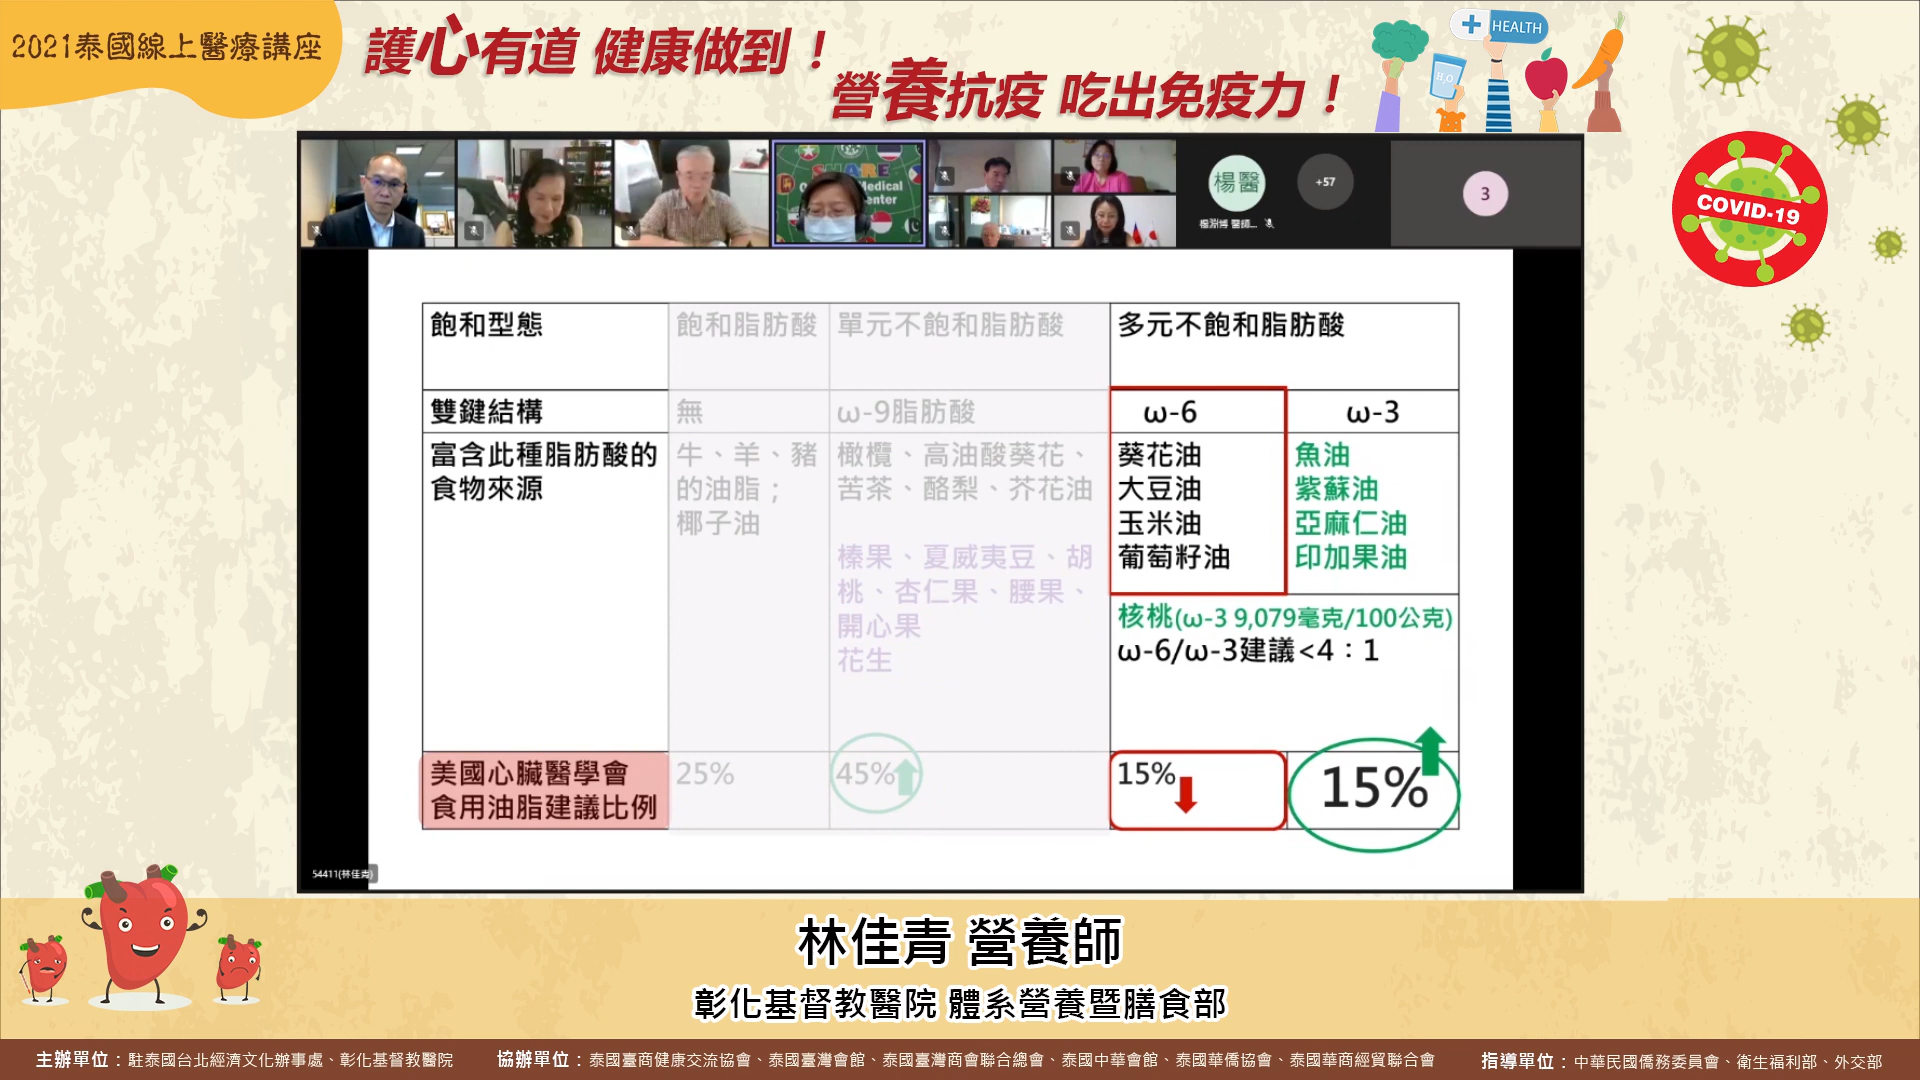 2021泰國線上醫療講座
護心有道 健康做到！
營養抗疫 吃出免疫力！
HEALTH
H₂O
COVID-19
SHARE
Medical
enter
楊醫
楊淵博 醫師...
+57
3
飽和型態
飽和脂肪酸
單元不飽和脂肪酸
多元不飽和脂肪酸
雙鍵結構
無
ω-9脂肪酸
ω-6
ω-3
富含此種脂肪酸的
食物來源
牛、羊、豬
的油脂；
椰子油
橄欖、高油酸葵花、
苦茶、酪梨、芥花油
榛果、夏威夷豆、胡
桃、杏仁果、腰果、
開心果
花生
葵花油
大豆油
玉米油
葡萄籽油
魚油
紫蘇油
亞麻仁油
印加果油
核桃(ω-3 9,079毫克/100公克)
ω-6/ω-3建議<4：1
美國心臟醫學會
食用油脂建議比例
25%
45%
15%
15%
54411(林佳青)
林佳青 營養師
彰化基督教醫院 體系營養暨膳食部
主辦單位：駐泰國台北經濟文化辦事處、彰化基督教醫院
協辦單位：泰國臺商健康交流協會、泰國臺灣會館、泰國臺灣商會聯合總會、泰國中華會館、泰國華僑協會、泰國華商經貿聯合會
指導單位：中華民國僑務委員會、衛生福利部、外交部